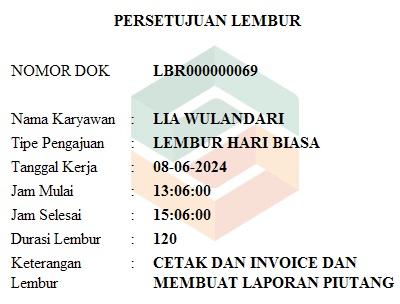 PERSETUJUAN LEMBUR
NOMOR DOK LBR000000069
Nama Karyawan : LIA WULANDARI
Tipe Pengajuan : LEMBUR HARI BIASA
Tanggal Kerja : 08-06-2024
Jam Mulai : 13:06:00
Jam Selesai : 15:06:00
Durasi Lembur : 120
Keterangan : CETAK DAN INVOICE DAN
Lembur MEMBUAT LAPORAN PIUTANG